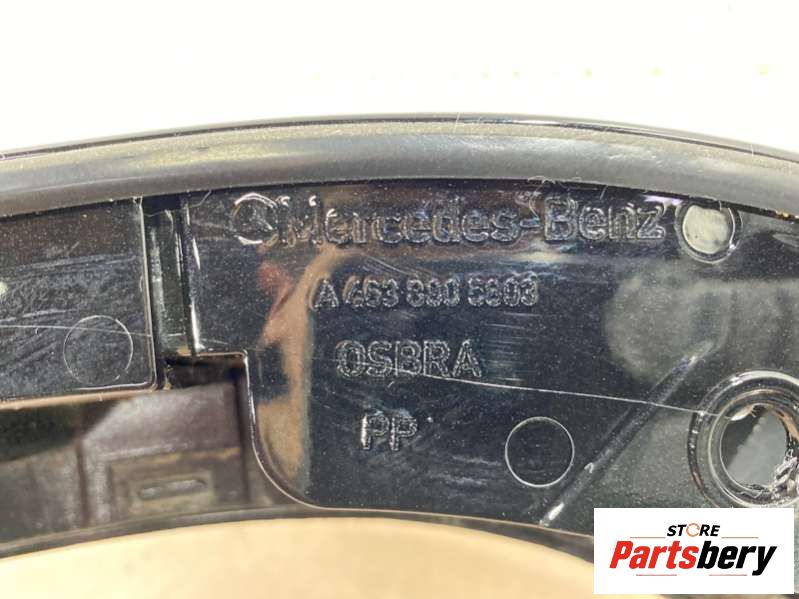 Mercedes-Benz
A 463 890 5803
OSBRA
PP
STORE
Partsbery